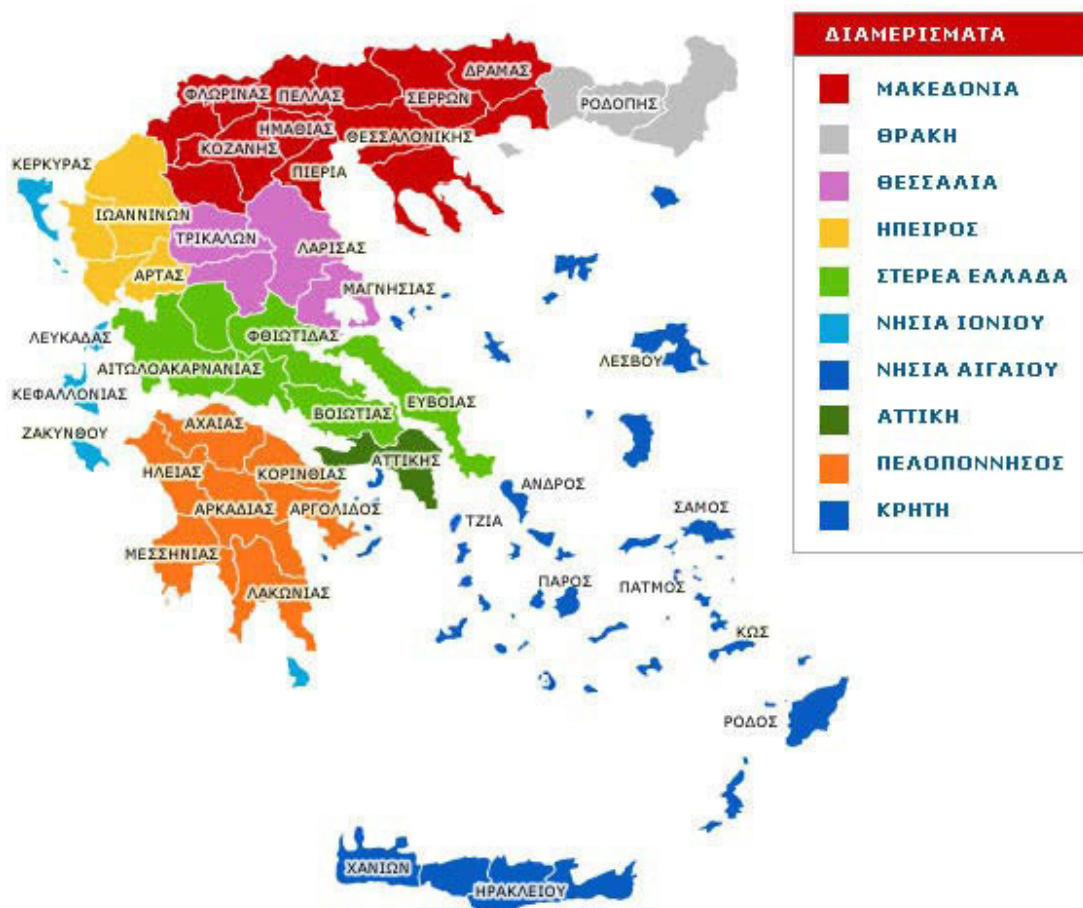 ΔΙΑΜΕΡΙΣΜΑΤΑ
ΜΑΚΕΔΟΝΙΑ
ΘΡΑΚΗ
ΘΕΣΣΑΛΙΑ
ΗΠΕΙΡΟΣ
ΣΤΕΡΕΑ ΕΛΛΑΔΑ
ΝΗΣΙΑ ΙΟΝΙΟΥ
ΝΗΣΙΑ ΑΙΓΑΙΟΥ
ΑΤΤΙΚΗ
ΠΕΛΟΠΟΝΝΗΣΟΣ
ΚΡΗΤΗ
ΔΡΑΜΑΣ
ΦΛΩΡΙΝΑΣ
ΠΕΛΛΑΣ
ΣΕΡΡΩΝ
ΡΟΔΟΠΗΣ
ΗΜΑΘΙΑΣ
ΘΕΣΣΑΛΟΝΙΚΗΣ
ΚΟΖΑΝΗΣ
ΚΕΡΚΥΡΑΣ
ΠΙΕΡΙΑ
ΙΩΑΝΝΙΝΩΝ
ΤΡΙΚΑΛΩΝ
ΛΑΡΙΣΑΣ
ΑΡΤΑΣ
ΜΑΓΝΗΣΙΑΣ
ΛΕΥΚΑΔΑΣ
ΦΘΙΩΤΙΔΑΣ
ΛΕΣΒΟΥ
ΑΙΤΩΛΟΑΚΑΡΝΑΝΙΑΣ
ΚΕΦΑΛΛΟΝΙΑΣ
ΕΥΒΟΙΑΣ
ΒΟΙΩΤΙΑΣ
ΑΧΑΙΑΣ
ΖΑΚΥΝΘΟΥ
ΑΤΤΙΚΗΣ
ΗΛΕΙΑΣ
ΚΟΡΙΝΘΙΑΣ
ΑΝΔΡΟΣ
ΑΡΚΑΔΙΑΣ
ΑΡΓΟΛΙΔΟΣ
ΤΖΙΑ
ΣΑΜΟΣ
ΜΕΣΣΗΝΙΑΣ
ΠΑΡΟΣ
ΠΑΤΜΟΣ
ΛΑΚΩΝΙΑΣ
ΚΩΣ
ΡΟΔΟΣ
ΧΑΝΙΩΝ
ΗΡΑΚΛΕΙΟΥ